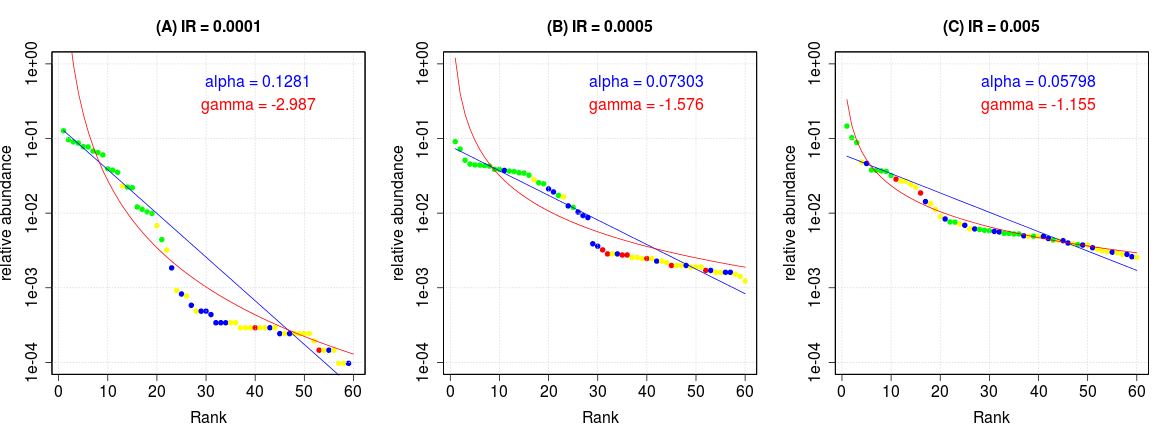 (A) IR = 0.0001
relative abundance
1e+00
1e-01
1e-02
1e-03
1e-04
alpha = 0.1281
gamma = -2.987
0 10 20 30 40 50 60
Rank
(B) IR = 0.0005
relative abundance
1e+00
1e-01
1e-02
1e-03
1e-04
alpha = 0.07303
gamma = -1.576
0 10 20 30 40 50 60
Rank
(C) IR = 0.005
relative abundance
1e+00
1e-01
1e-02
1e-03
1e-04
alpha = 0.05798
gamma = -1.155
0 10 20 30 40 50 60
Rank